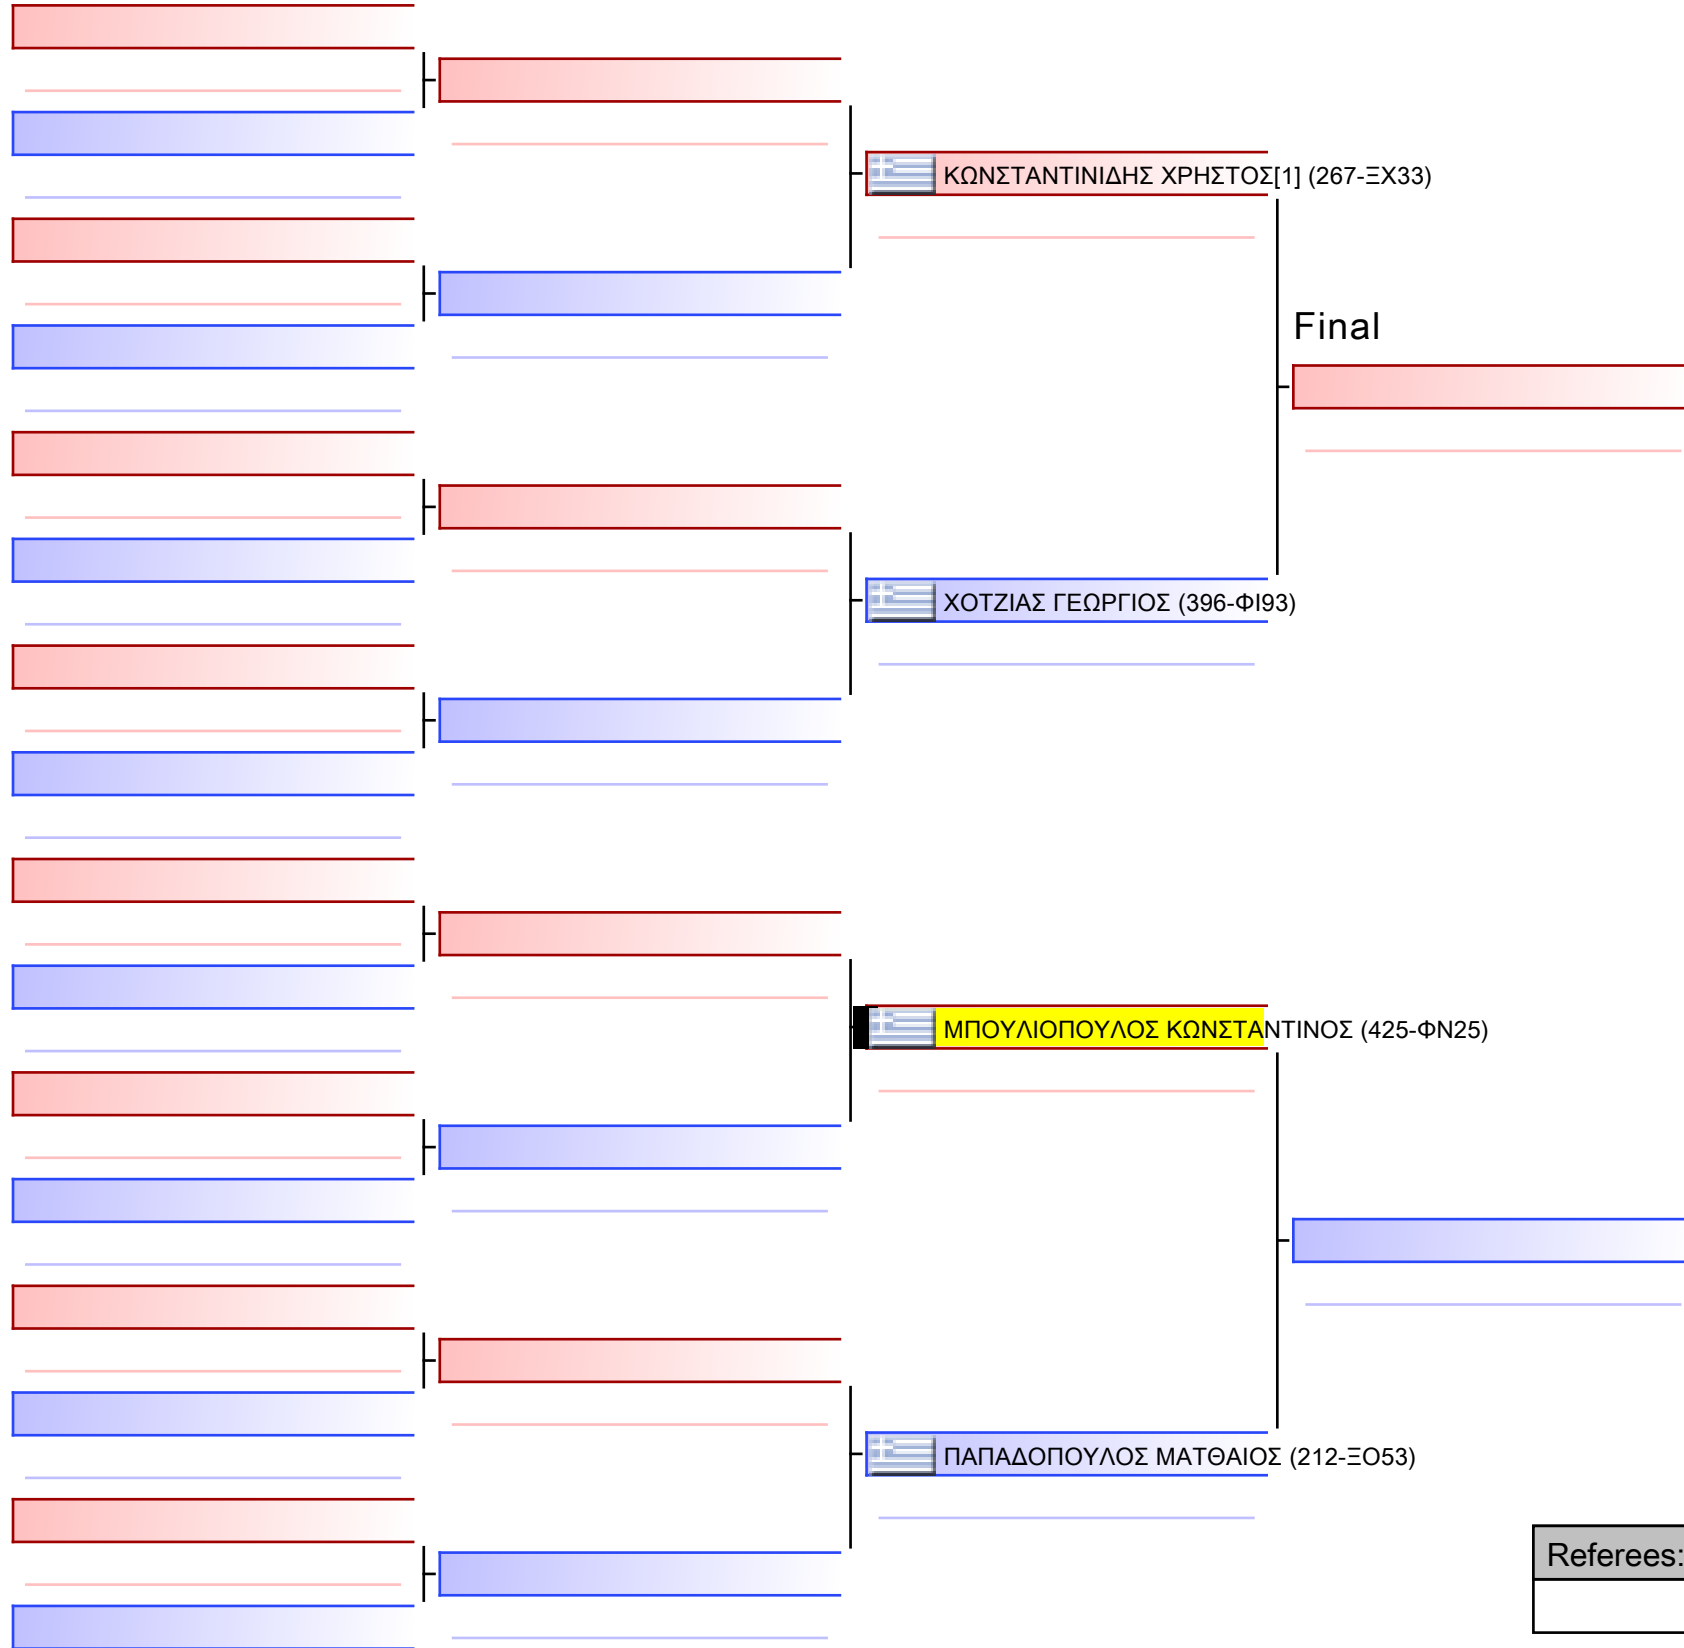 ΚΩΝΣΤΑΝΤΙΝΙΔΗΣ ΧΡΗΣΤΟΣ[1] (267-ΞΧ33)
Final
ΧΟΤΖΙΑΣ ΓΕΩΡΓΙΟΣ (396-ΦΙ93)
ΜΠΟΥΛΙΟΠΟΥΛΟΣ ΚΩΝΣΤΑΝΤΙΝΟΣ (425-ΦΝ25)
ΠΑΠΑΔΟΠΟΥΛΟΣ ΜΑΤΘΑΙΟΣ (212-ΞΟ53)
Referees: